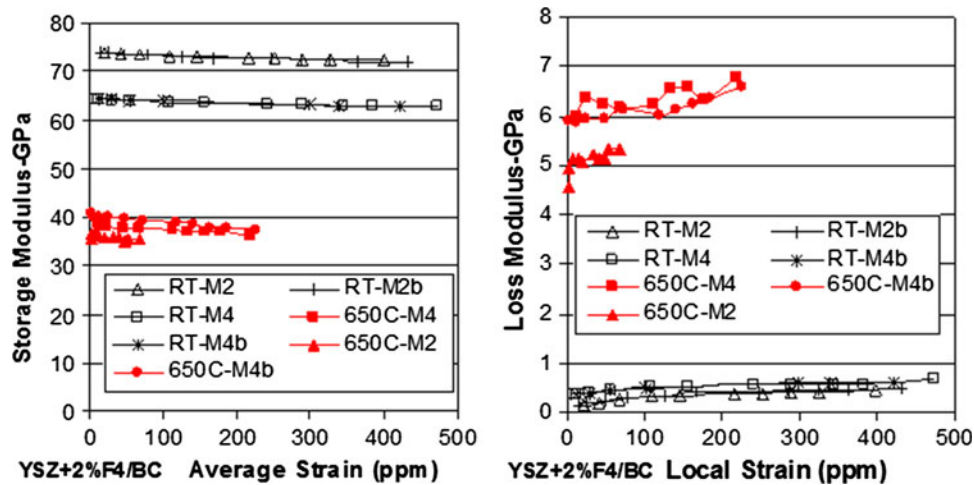 Storage Modulus-GPa
80
70
60
50
40
30
20
10
0
RT-M2
RT-M2b
RT-M4
650C-M4
RT-M4b
650C-M2
650C-M4b
0
100
200
300
400
500
YSZ+2%F4/BC Average Strain (ppm)
Loss Modulus-GPa
8
7
6
5
4
3
2
1
0
RT-M2
RT-M2b
RT-M4
RT-M4b
650C-M4
650C-M4b
650C-M2
0
100
200
300
400
500
YSZ+2%F4/BC Local Strain (ppm)